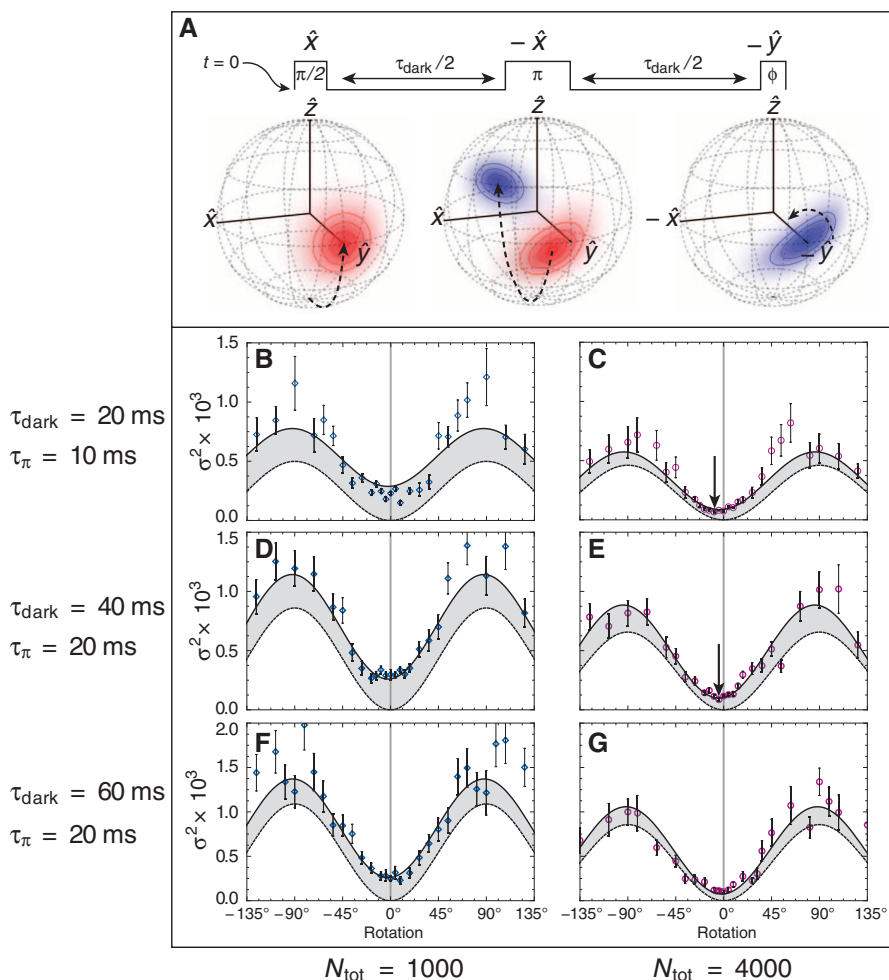 A
x̂ − x̂ − ŷ
t = 0 π/2 τdark/2 π τdark/2 ϕ
ẑ ẑ ẑ
x̂ x̂ − x̂
ŷ ŷ − ŷ
τdark = 20 ms
τπ = 10 ms
B
σ² × 10³
1.5
1.0
0.5
0.0
C
τdark = 40 ms
τπ = 20 ms
D
σ² × 10³
1.5
1.0
0.5
0.0
E
τdark = 60 ms
τπ = 20 ms
F
σ² × 10³
2.0
1.5
1.0
0.5
0.0
G
−135° −90° −45° 0 45° 90° 135°
Rotation
−90° −45° 0° 45° 90° 135°
Rotation
Ntot = 1000
Ntot = 4000